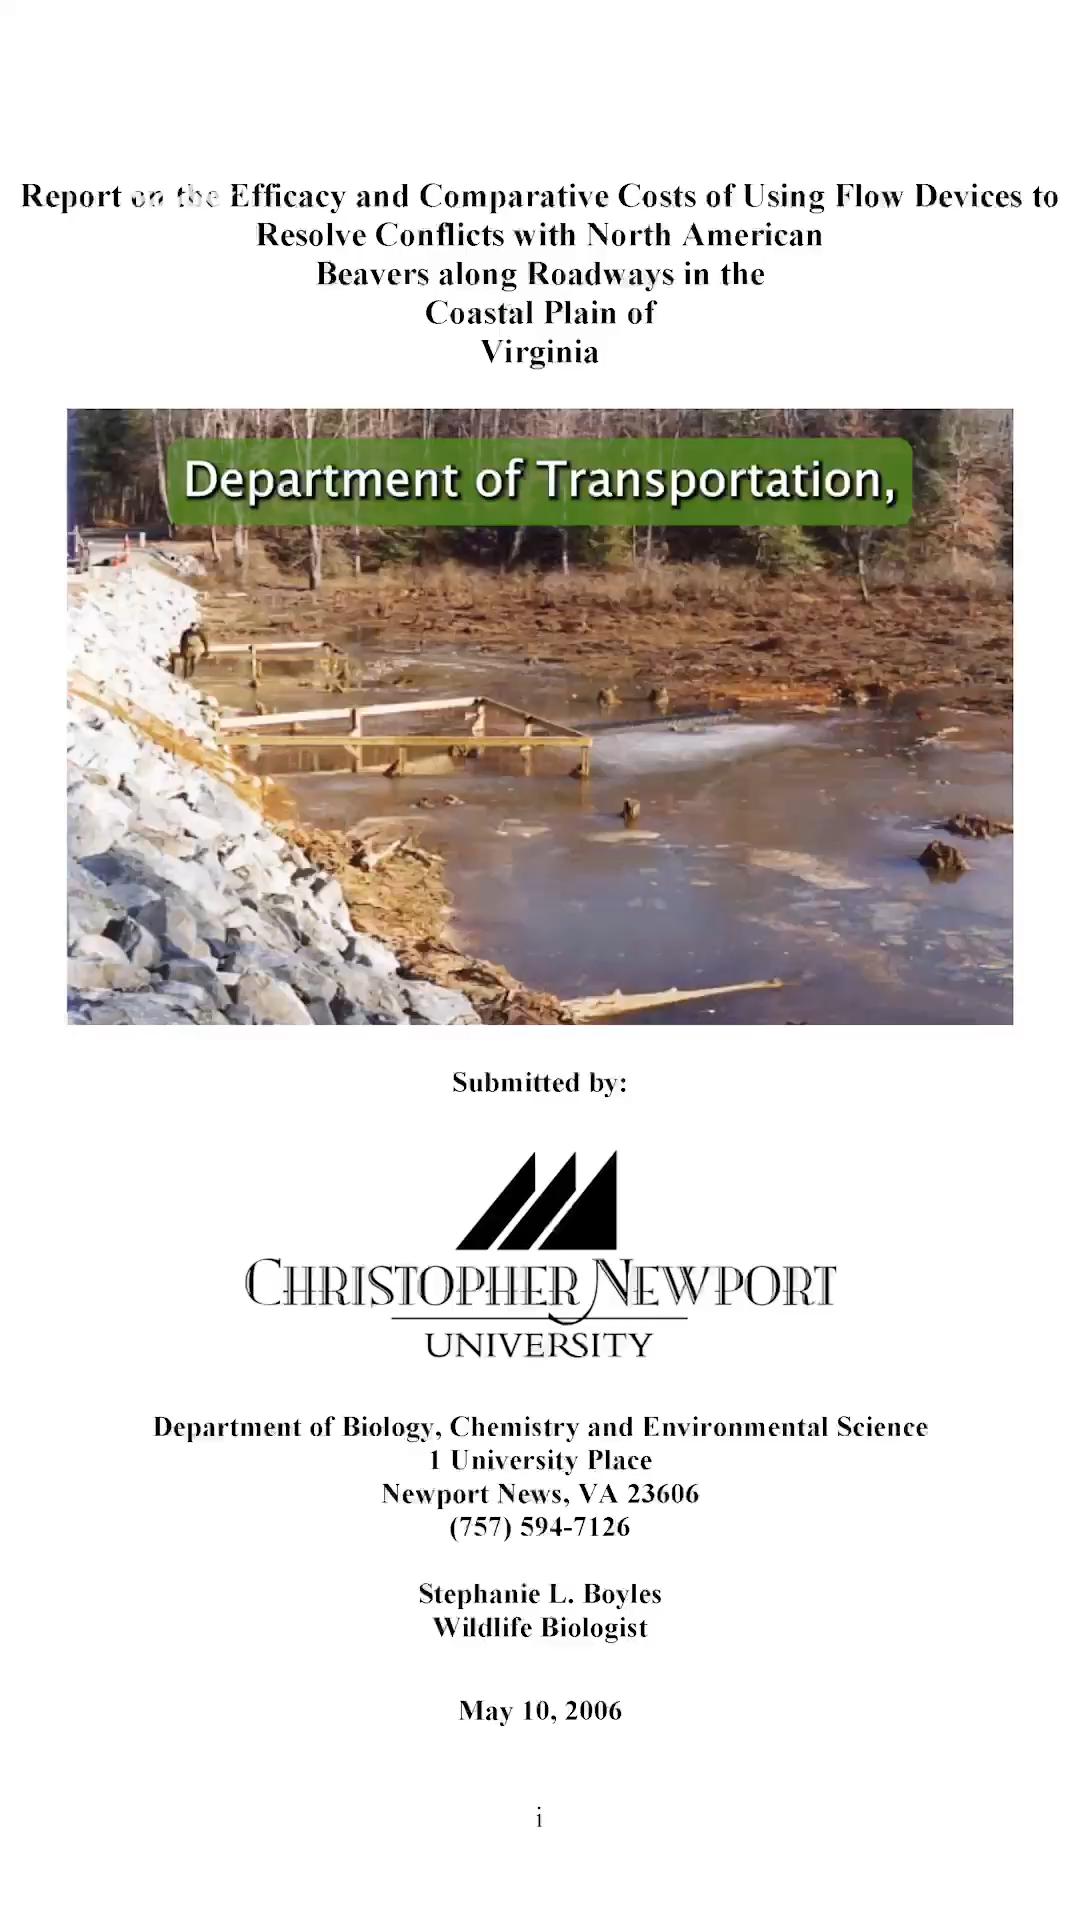 Report on the Efficacy and Comparative Costs of Using Flow Devices to
Resolve Conflicts with North American
Beavers along Roadways in the
Coastal Plain of
Virginia
Department of Transportation,
Submitted by:
CHRISTOPHER NEWPORT
UNIVERSITY
Department of Biology, Chemistry and Environmental Science
1 University Place
Newport News, VA 23606
(757) 594-7126
Stephanie L. Boyles
Wildlife Biologist
May 10, 2006
i